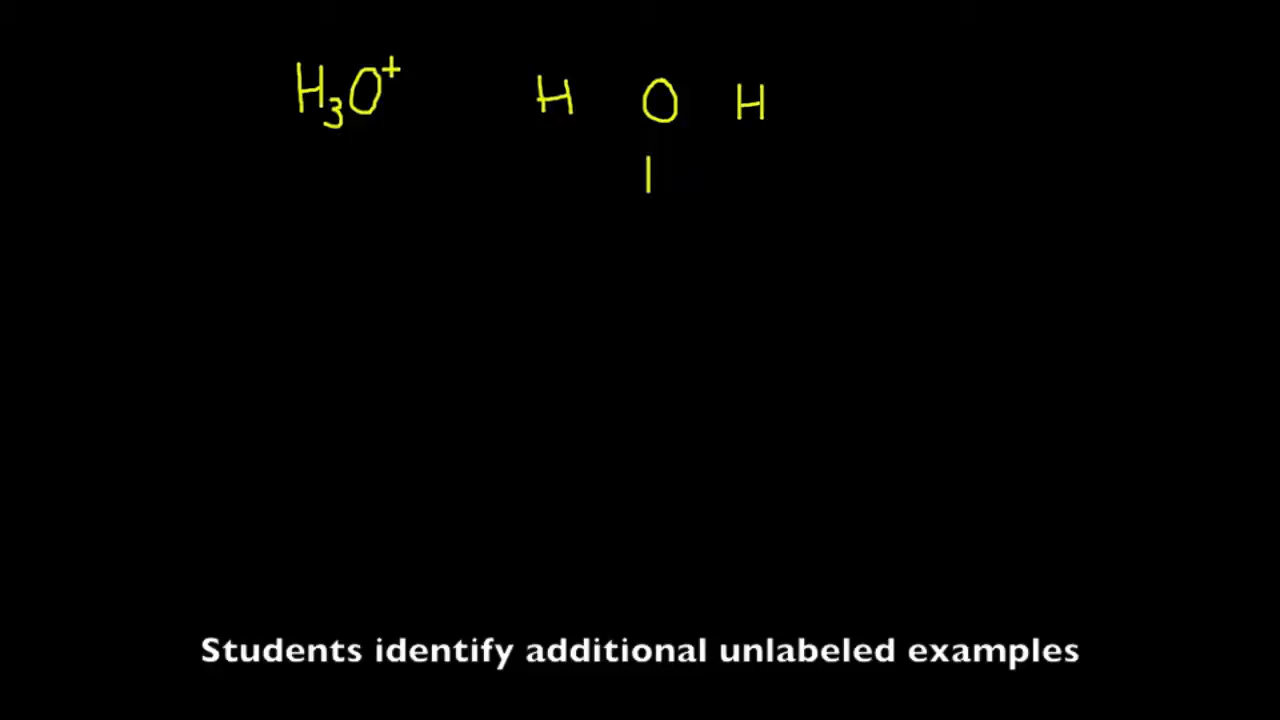 H₃O⁺ H O H
|
Students identify additional unlabeled examples